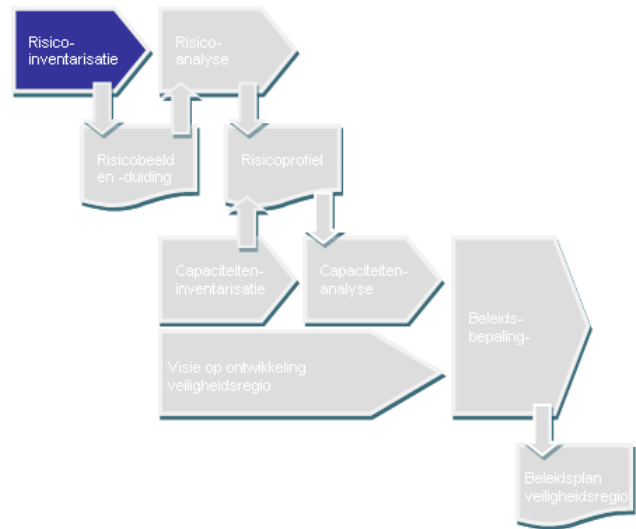 Risico-
inventarisatie
Risico-
analyse
Risicobeeld
en -duiding
Risicoprofiel
Capaciteiten-
inventarisatie
Capaciteiten-
analyse
Beleids-
bepaling-
Visie op ontwikkeling
veiligheidsregio
Beleidsplan
veiligheidsregio